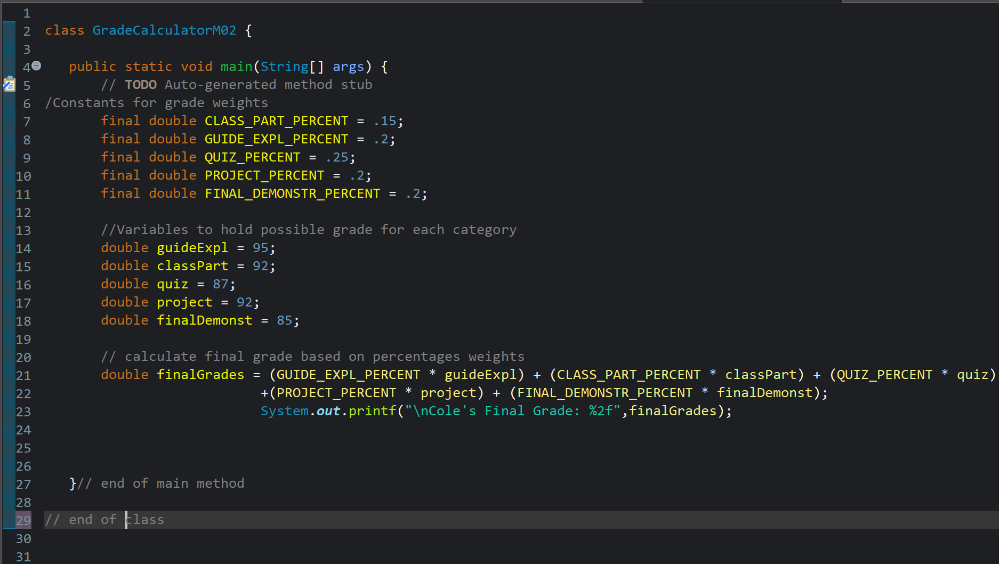 1
2 class GradeCalculatorM02 {
3
4 public static void main(String[] args) {
5 // TODO Auto-generated method stub
6 /Constants for grade weights
7 final double CLASS_PART_PERCENT = .15;
8 final double GUIDE_EXPL_PERCENT = .2;
9 final double QUIZ_PERCENT = .25;
10 final double PROJECT_PERCENT = .2;
11 final double FINAL_DEMONSTR_PERCENT = .2;
12
13 //Variables to hold possible grade for each category
14 double guideExpl = 95;
15 double classPart = 92;
16 double quiz = 87;
17 double project = 92;
18 double finalDemonst = 85;
19
20 // calculate final grade based on percentages weights
21 double finalGrades = (GUIDE_EXPL_PERCENT * guideExpl) + (CLASS_PART_PERCENT * classPart) + (QUIZ_PERCENT * quiz)
22 +(PROJECT_PERCENT * project) + (FINAL_DEMONSTR_PERCENT * finalDemonst);
23 System.out.printf("\nCole's Final Grade: %2f",finalGrades);
24
25
26
27 }// end of main method
28
29 // end of class
30
31